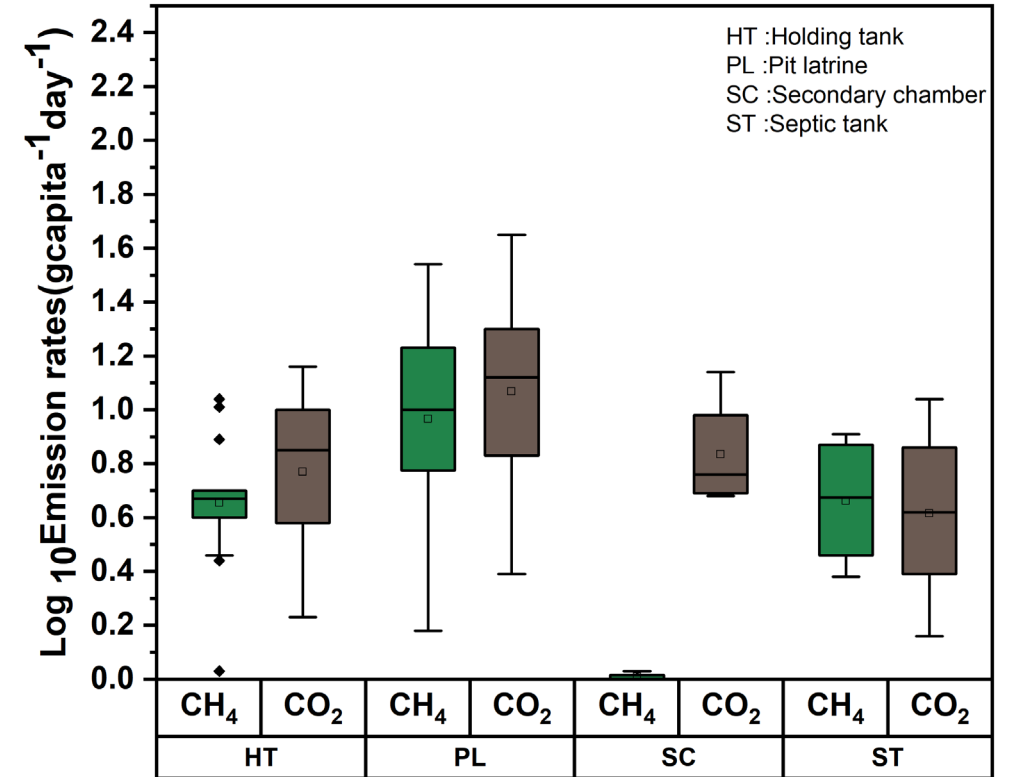 Log 10Emission rates(gcapita-1day-1)
2.4
2.2
2.0
1.8
1.6
1.4
1.2
1.0
0.8
0.6
0.4
0.2
0.0
HT :Holding tank
PL :Pit latrine
SC :Secondary chamber
ST :Septic tank
CH4 CO2 CH4 CO2 CH4 CO2 CH4 CO2
HT PL SC ST